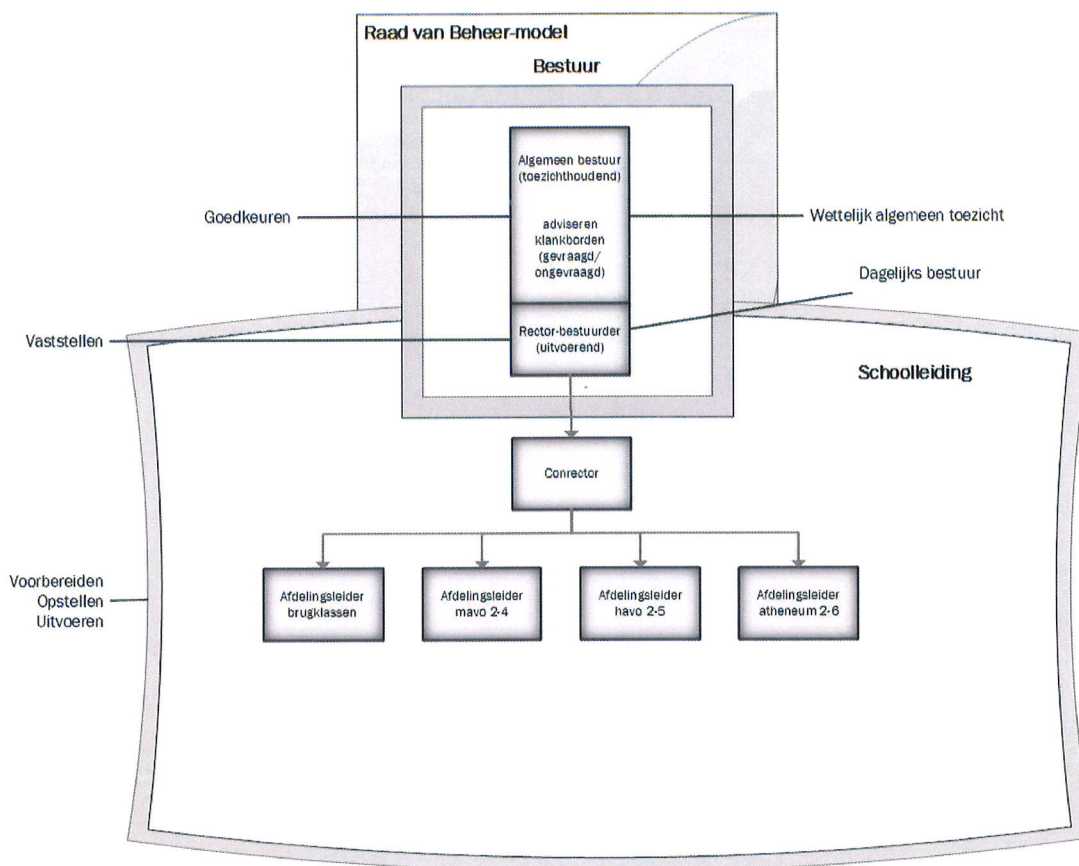 Raad van Beheer-model
Bestuur
Algemeen bestuur
(toezichthoudend)
adviseren
klankborden
(gevraagd/
ongevraagd)
Goedkeuren
Wettelijk algemeen toezicht
Dagelijks bestuur
Rector-bestuurder
(uitvoerend)
Vaststellen
Schoolleiding
Conrector
Voorbereiden
Opstellen
Uitvoeren
Afdelingsleider
brugklassen
Afdelingsleider
mavo 2-4
Afdelingsleider
havo 2-5
Afdelingsleider
atheneum 2-6